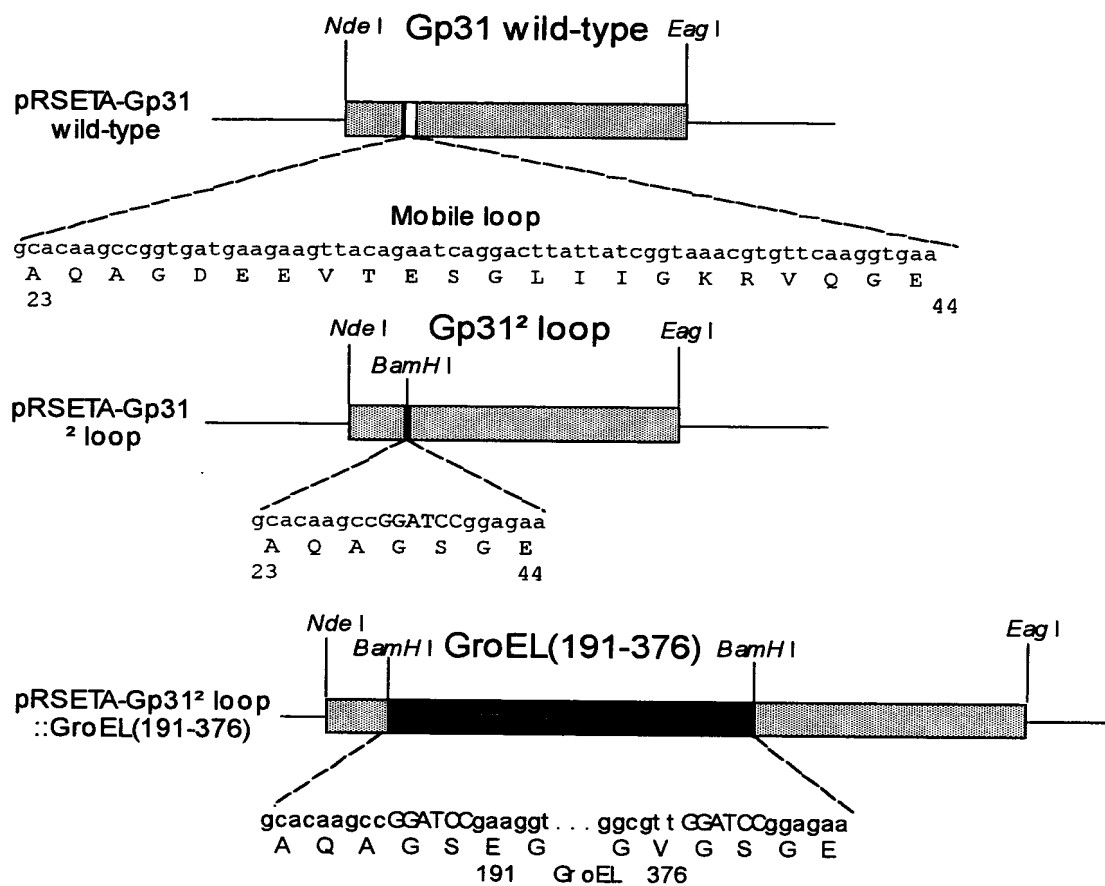 Nde I Gp31 wild-type Eag I
pRSETA-Gp31
wild-type
Mobile loop
gcacaagccggtgatgaagaagttacagaatcaggacttattatcggtaaacgtgttcaaggtgaa
A Q A G D E E V T E S G L I I G K R V Q G E
23 44
Nde I Gp31² loop Eag I
BamH I
pRSETA-Gp31
² loop
gcacaagccGGATCCggagaa
A Q A G S G E
23 44
Nde I Eag I
BamH I GroEL(191-376) BamH I
pRSETA-Gp31² loop
::GroEL(191-376)
gcacaagccGGATCCgaaggt...ggcgttGGATCCggagaa
A Q A G S E G G V G S G E
191 GroEL 376